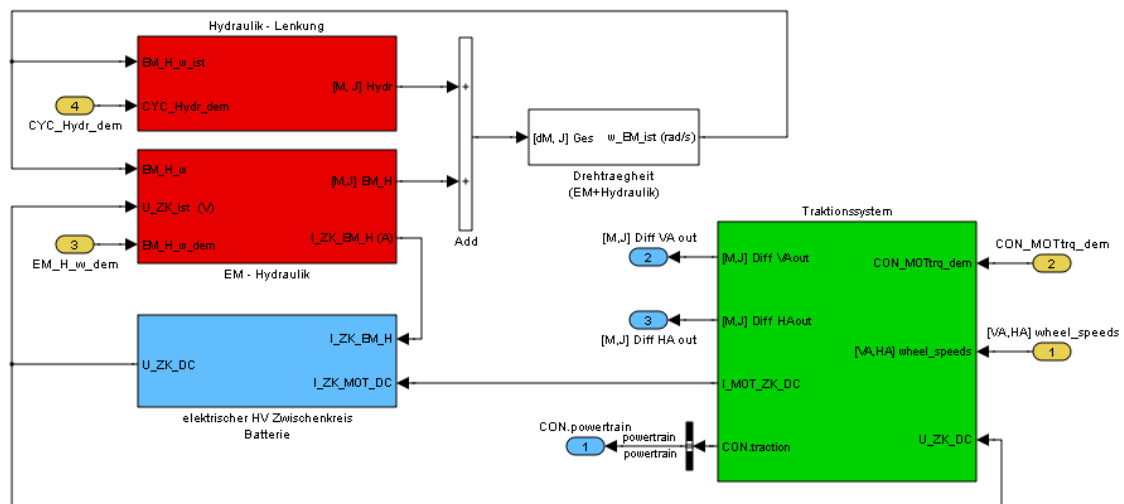 Hydraulik - Lenkung
EM_H_w_ist
[M, J] Hydr
CYC_Hydr_dem
4
CYC_Hydr_dem
+
+
Add
EM_H_w
[M,J] EM_H
U_ZK_ist (V)
I_ZK_EM_H (A)
EM_H_w_dem
3
EM_H_w_dem
EM - Hydraulik
[dM, J] Ges
w_EM_ist (rad/s)
Drehtraegheit
(EM+Hydraulik)
I_ZK_EM_H
U_ZK_DC
I_ZK_MOT_DC
elektrischer HV Zwischenkreis
Batterie
Traktionssystem
[M,J] Diff VA out
2
[M,J] Diff VAout
CON_MOTtrq_dem
CON_MOTtrq_dem
2
3
[M,J] Diff HA out
[M,J] Diff HAout
[VA,HA] wheel_speeds
[VA,HA] wheel_speeds
1
I_MOT_ZK_DC
CON.powertrain
1
powertrain
powertrain
CON.traction
U_ZK_DC